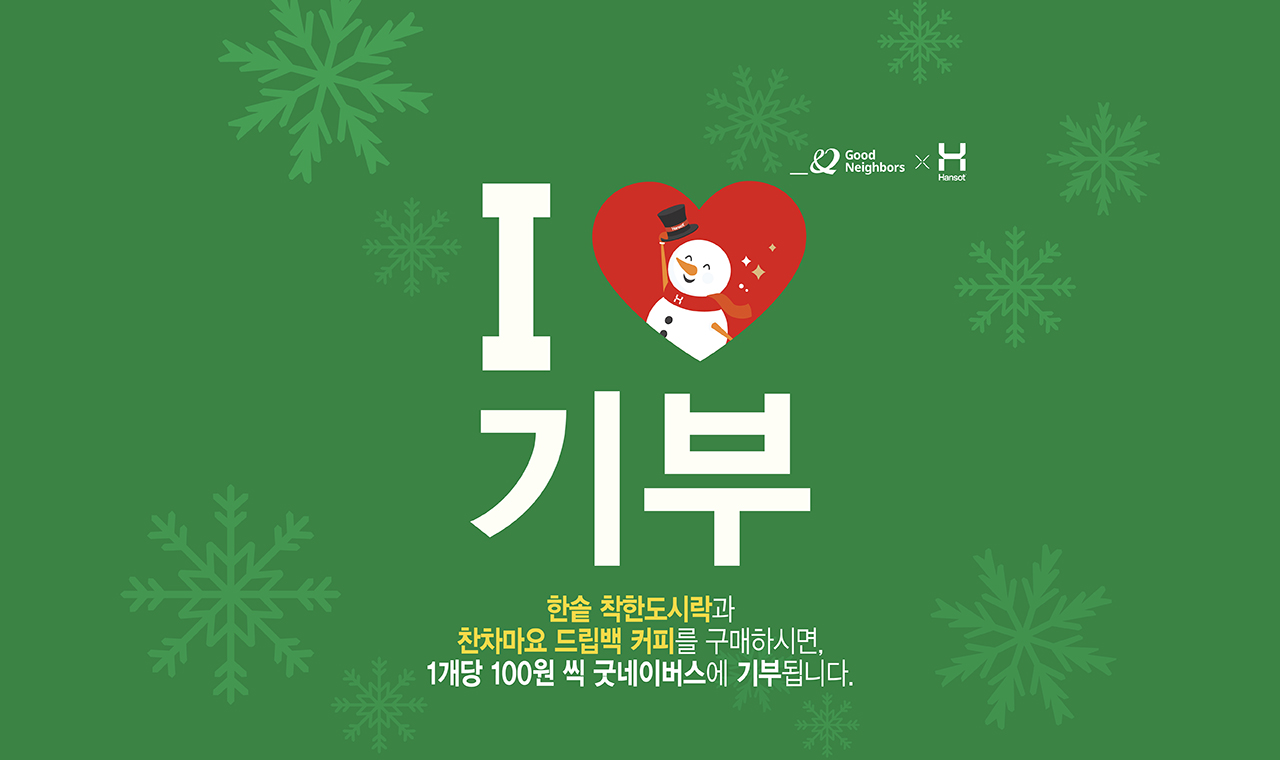 Good
Neighbors
Hansot
I
기부
한솥 착한도시락과
찬차마요 드립백 커피를 구매하시면,
1개당 100원 씩 굿네이버스에 기부됩니다.